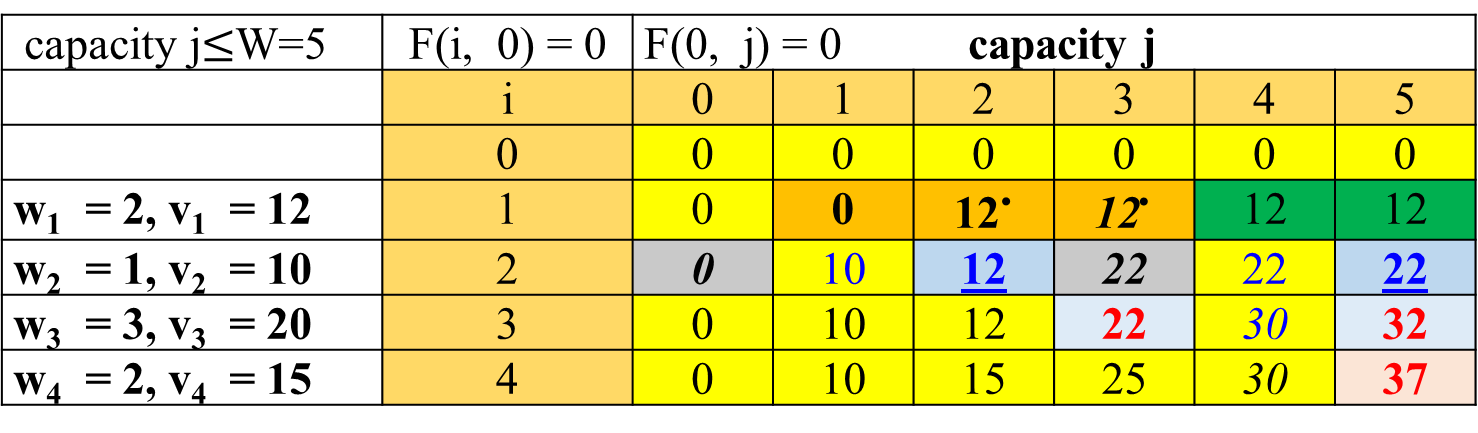 capacity j≤W=5 F(i, 0) = 0 F(0, j) = 0 capacity j
i 0 1 2 3 4 5
0 0 0 0 0 0 0
w₁ = 2, v₁ = 12 1 0 0 12• 12• 12 12
w₂ = 1, v₂ = 10 2 0 10 12 22 22 22
w₃ = 3, v₃ = 20 3 0 10 12 22 30 32
w₄ = 2, v₄ = 15 4 0 10 15 25 30 37